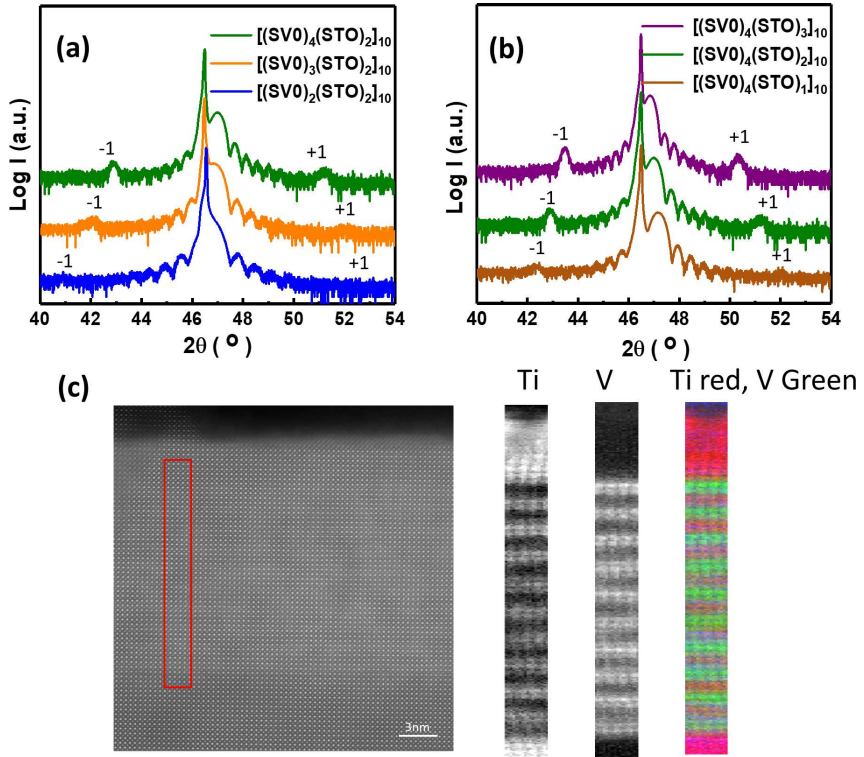 (a)
[(SV0)₄(STO)₂]₁₀
[(SV0)₃(STO)₂]₁₀
[(SV0)₂(STO)₂]₁₀
-1
+1
-1
+1
-1
+1
Log I (a.u.)
40 42 44 46 48 50 52 54
2θ ( º )
(b)
[(SV0)₄(STO)₃]₁₀
[(SV0)₄(STO)₂]₁₀
[(SV0)₄(STO)₁]₁₀
-1
+1
-1
+1
-1
+1
Log I (a.u.)
40 42 44 46 48 50 52 54
2θ ( º )
(c)
Ti V Ti red, V Green
3nm